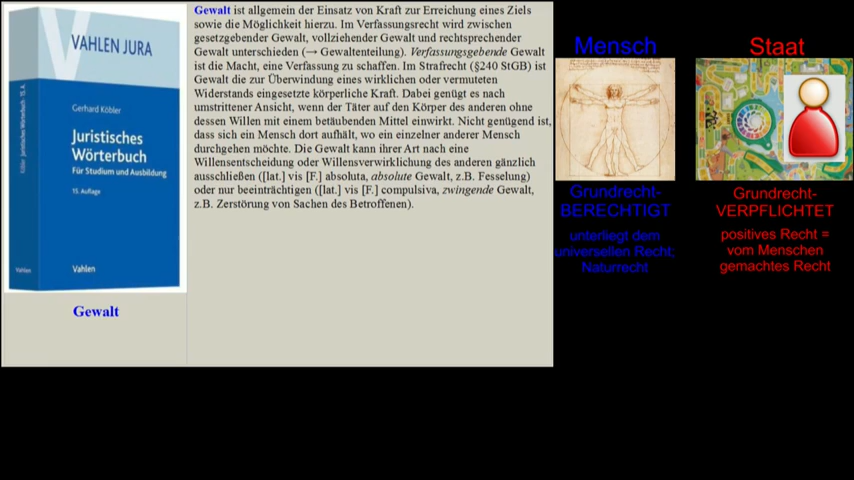 VAHLEN JURA
Gerhard Köbler
Juristisches
Wörterbuch
Für Studium und Ausbildung
15. Auflage
Vahlen
Vahlen
Gewalt
Gewalt ist allgemein der Einsatz von Kraft zur Erreichung eines Ziels
sowie die Möglichkeit hierzu. Im Verfassungsrecht wird zwischen
gesetzgebender Gewalt, vollziehender Gewalt und rechtsprechender
Gewalt unterschieden (→ Gewaltenteilung). Verfassungsgebende Gewalt
ist die Macht, eine Verfassung zu schaffen. Im Strafrecht (§240 StGB) ist
Gewalt die zur Überwindung eines wirklichen oder vermuteten
Widerstands eingesetzte körperliche Kraft. Dabei genügt es nach
umstrittener Ansicht, wenn der Täter auf den Körper des anderen ohne
dessen Willen mit einem betäubenden Mittel einwirkt. Nicht genügend ist,
dass sich ein Mensch dort aufhält, wo ein einzelner anderer Mensch
durchgehen möchte. Die Gewalt kann ihrer Art nach eine
Willensentscheidung oder Willensverwirklichung des anderen gänzlich
ausschließen ([lat.] vis [F.] absoluta, absolute Gewalt, z.B. Fesselung)
oder nur beeinträchtigen ([lat.] vis [F.] compulsiva, zwingende Gewalt,
z.B. Zerstörung von Sachen des Betroffenen).
Mensch
Grundrecht-
BERECHTIGT
unterliegt dem
universellen Recht;
Naturrecht
Staat
Grundrecht-
VERPFLICHTET
positives Recht =
vom Menschen
gemachtes Recht